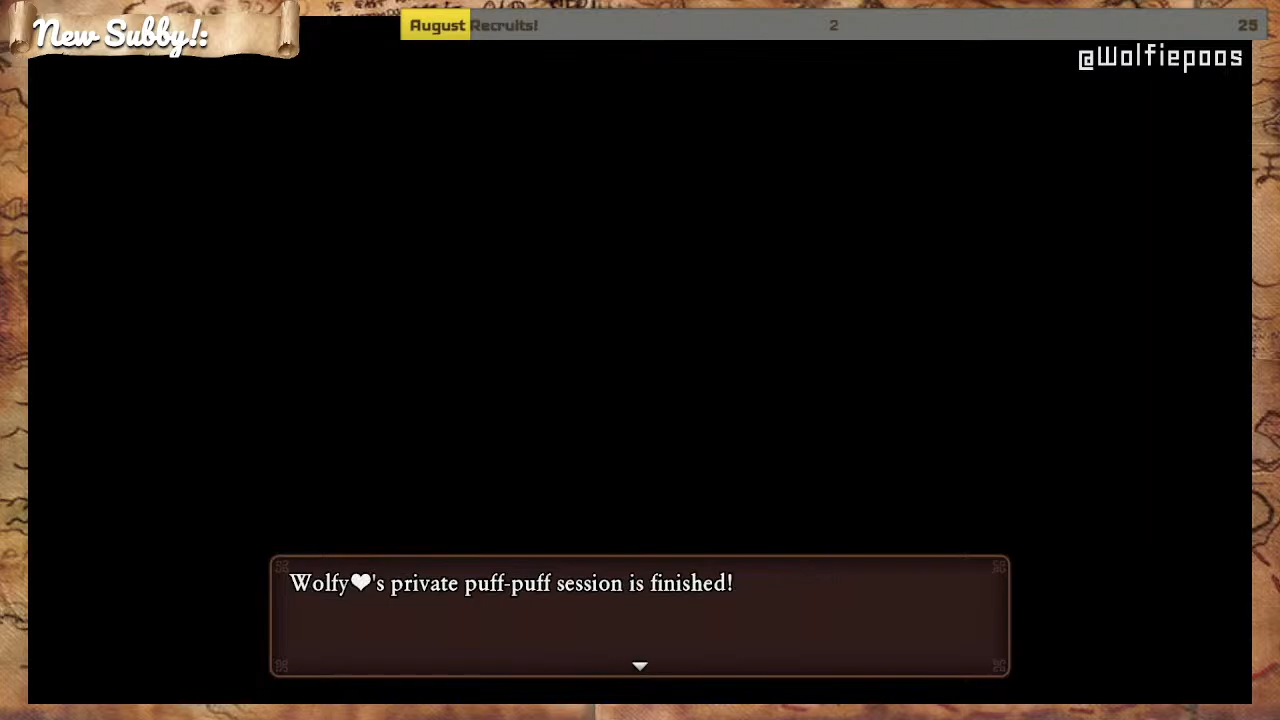 New Subby!:
August Recruits! 2 25
@Wolfiepoos
Wolfy❤'s private puff-puff session is finished!